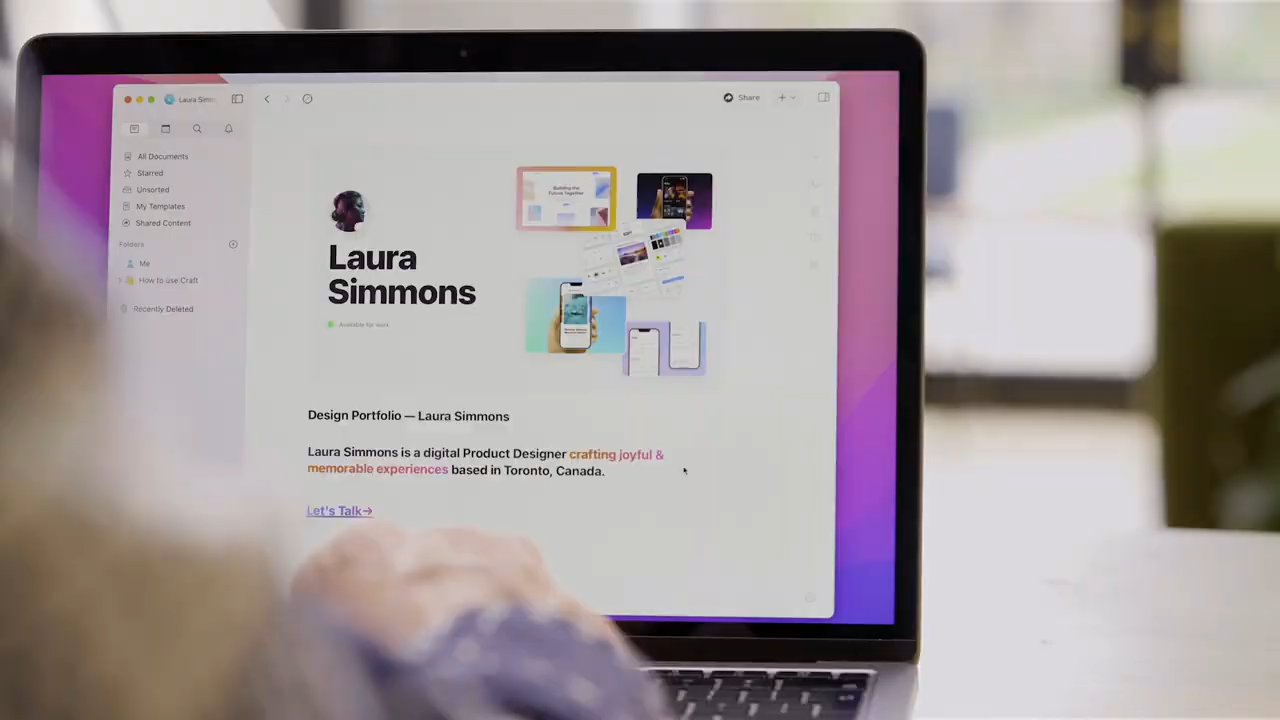 Laura Simm
Share
All Documents
Starred
Unsorted
My Templates
Shared Content
Folders
Me
How to use Craft
Recently Deleted
Laura
Simmons
Available for work
Building the
Future Together
Design Portfolio — Laura Simmons
Laura Simmons is a digital Product Designer crafting joyful &
memorable experiences based in Toronto, Canada.
Let's Talk→